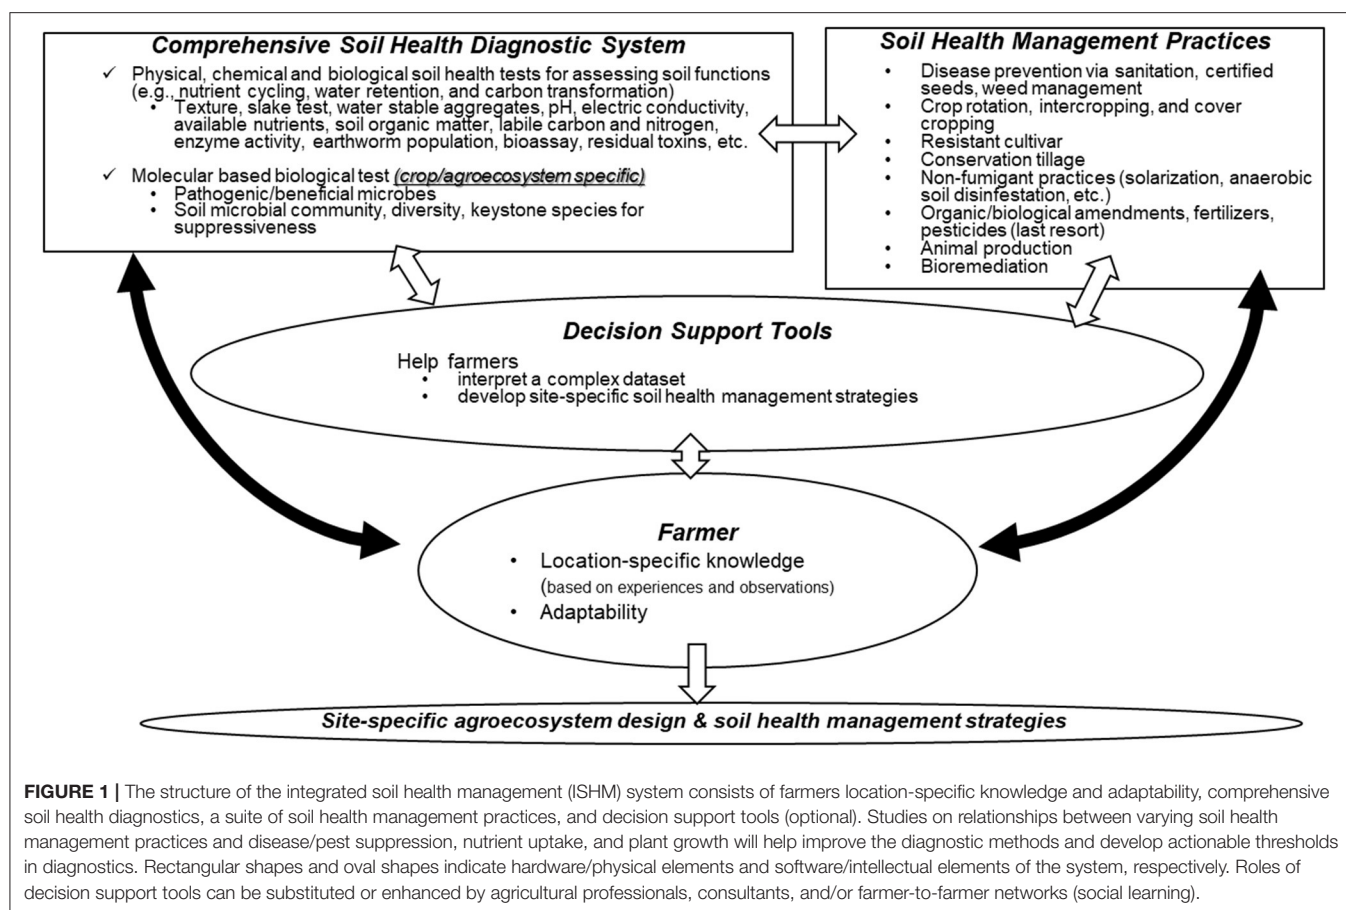 Comprehensive Soil Health Diagnostic System
✓ Physical, chemical and biological soil health tests for assessing soil functions
(e.g., nutrient cycling, water retention, and carbon transformation)
• Texture, slake test, water stable aggregates, pH, electric conductivity,
available nutrients, soil organic matter, labile carbon and nitrogen,
enzyme activity, earthworm population, bioassay, residual toxins, etc.
✓ Molecular based biological test (crop/agroecosystem specific)
• Pathogenic/beneficial microbes
• Soil microbial community, diversity, keystone species for
suppressiveness
Soil Health Management Practices
• Disease prevention via sanitation, certified
seeds, weed management
• Crop rotation, intercropping, and cover
cropping
• Resistant cultivar
• Conservation tillage
• Non-fumigant practices (solarization, anaerobic
soil disinfestation, etc.)
• Organic/biological amendments, fertilizers,
pesticides (last resort)
• Animal production
• Bioremediation
Decision Support Tools
Help farmers
• interpret a complex dataset
• develop site-specific soil health management strategies
Farmer
• Location-specific knowledge
(based on experiences and observations)
• Adaptability
Site-specific agroecosystem design & soil health management strategies
FIGURE 1 | The structure of the integrated soil health management (ISHM) system consists of farmers location-specific knowledge and adaptability, comprehensive
soil health diagnostics, a suite of soil health management practices, and decision support tools (optional). Studies on relationships between varying soil health
management practices and disease/pest suppression, nutrient uptake, and plant growth will help improve the diagnostic methods and develop actionable thresholds
in diagnostics. Rectangular shapes and oval shapes indicate hardware/physical elements and software/intellectual elements of the system, respectively. Roles of
decision support tools can be substituted or enhanced by agricultural professionals, consultants, and/or farmer-to-farmer networks (social learning).